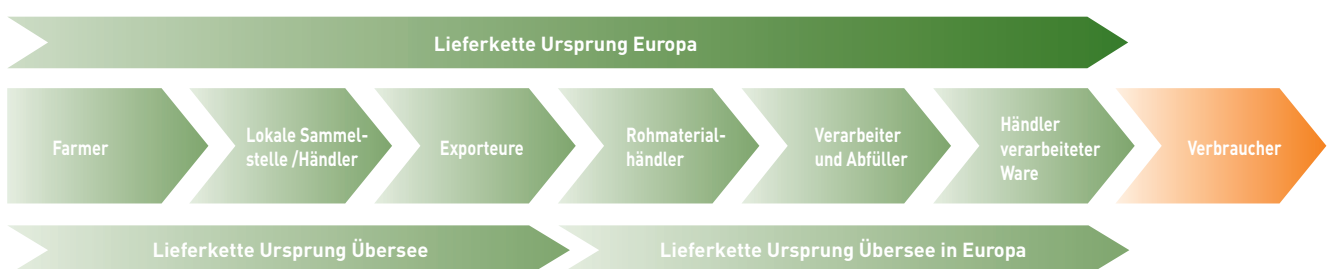 Lieferkette Ursprung Europa
Farmer
Lokale Sammel-
stelle /Händler
Exporteure
Rohmaterial-
händler
Verarbeiter
und Abfüller
Händler
verarbeiteter
Ware
Verbraucher
Lieferkette Ursprung Übersee
Lieferkette Ursprung Übersee in Europa